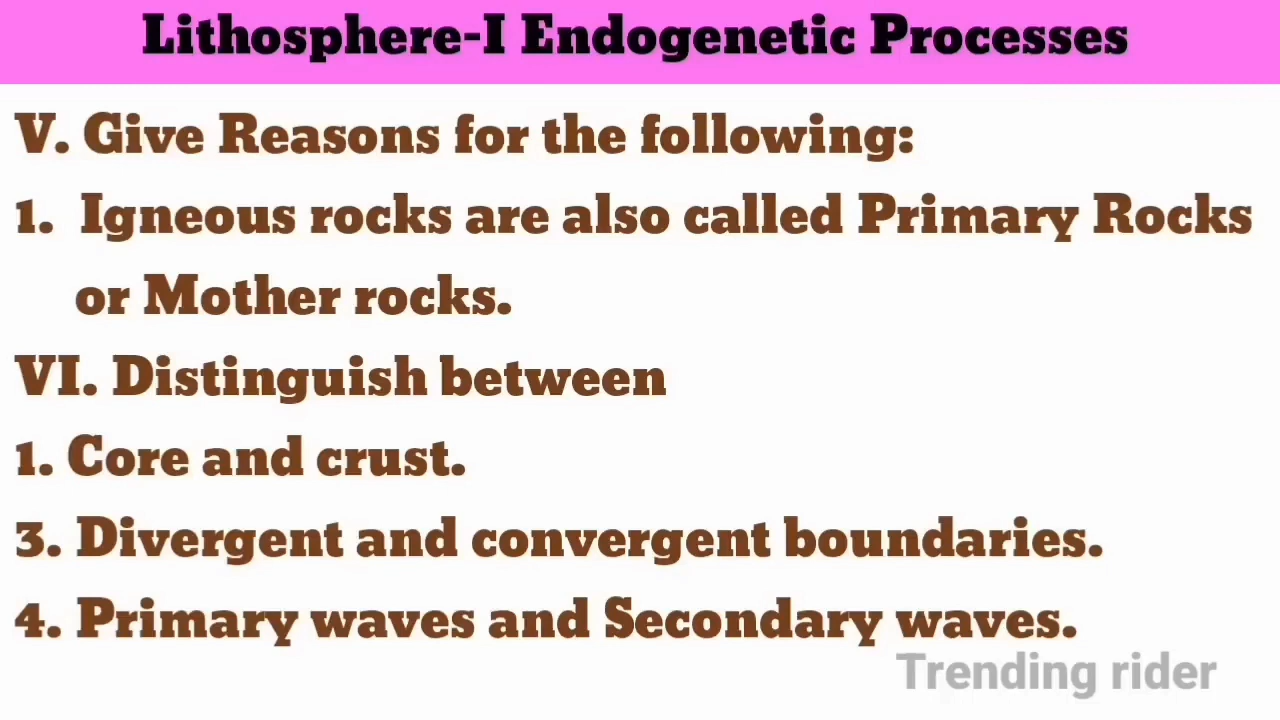 Lithosphere-I Endogenetic Processes
V. Give Reasons for the following:
1. Igneous rocks are also called Primary Rocks
or Mother rocks.
VI. Distinguish between
1. Core and crust.
3. Divergent and convergent boundaries.
4. Primary waves and Secondary waves.
Trending rider